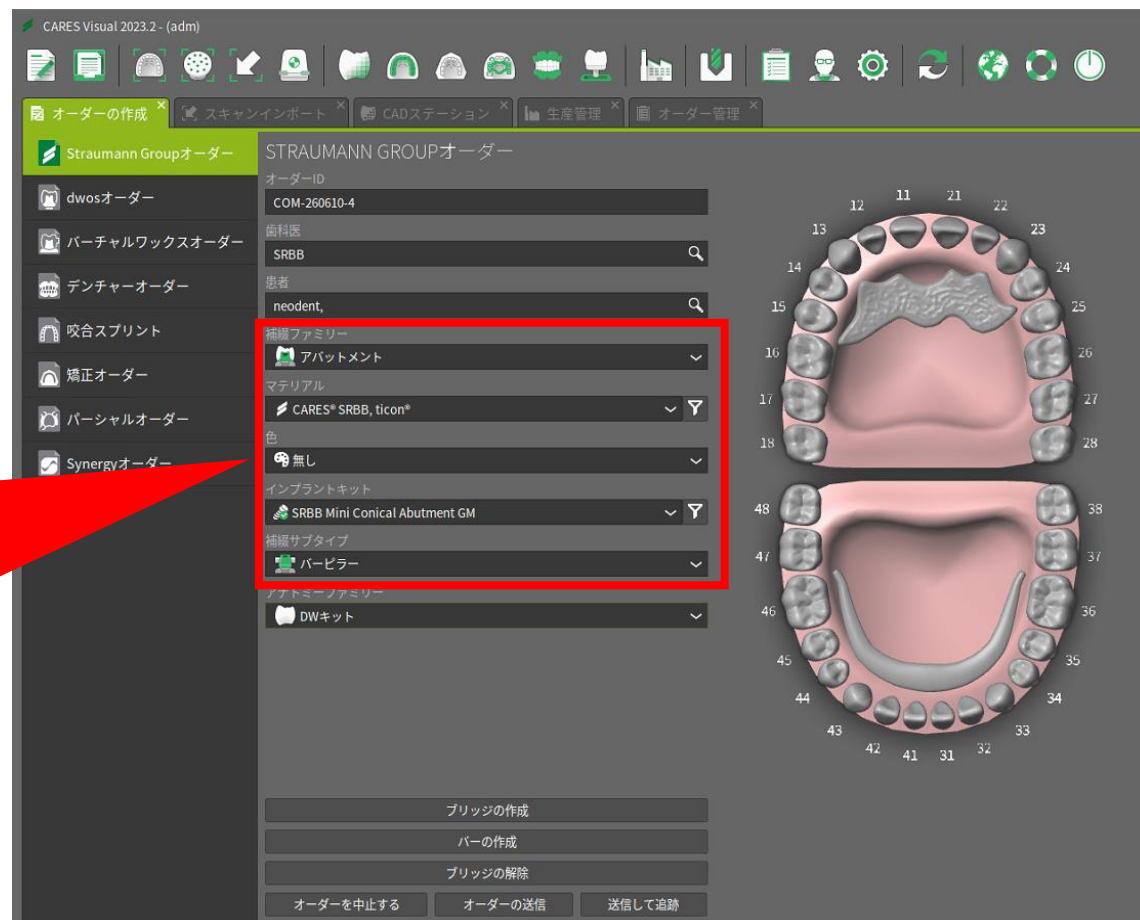 CARES Visual 2023.2 - (adm)
オーダーの作成 × スキャンインポート × CADステーション × 生産管理 × オーダー管理 ×
Straumann Groupオーダー
dwosオーダー
バーチャルワックスオーダー
デンチャーオーダー
咬合スプリント
矯正オーダー
パーシャルオーダー
Synergyオーダー
STRAUMANN GROUPオーダー
オーダーID
COM-260610-4
歯科医
SRBB
患者
neodent,
補綴ファミリー
アバットメント
マテリアル
CARES® SRBB, ticon®
色
無し
インプラントキット
SRBB Mini Conical Abutment GM
補綴サブタイプ
バーピラー
アナトミーファミリー
DWキット
ブリッジの作成
バーの作成
ブリッジの解除
オーダーを中止する オーダーの送信 送信して追跡
11 21
12 22
13 23
14 24
15 25
16 26
17 27
18 28
48 38
47 37
46 36
45 35
44 34
43 33
42 41 31 32